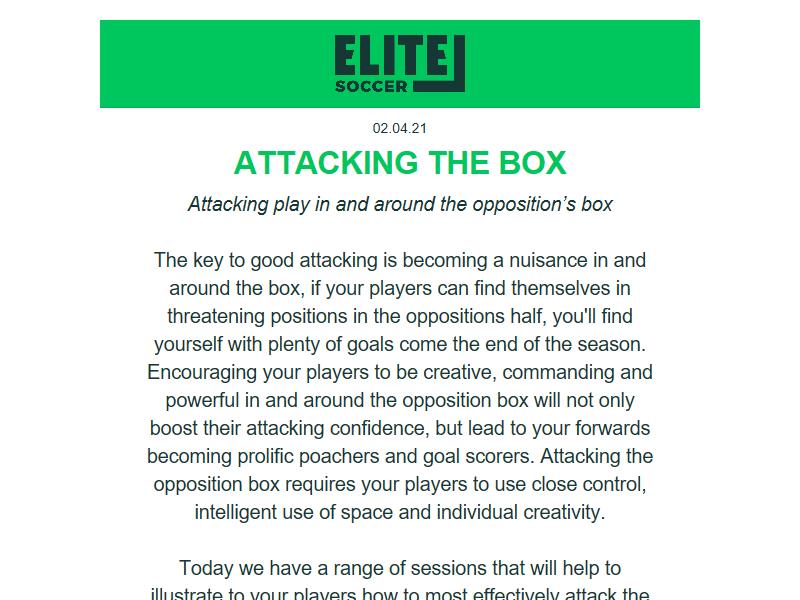 ELITE
SOCCER
02.04.21
ATTACKING THE BOX
Attacking play in and around the opposition’s box
The key to good attacking is becoming a nuisance in and
around the box, if your players can find themselves in
threatening positions in the oppositions half, you'll find
yourself with plenty of goals come the end of the season.
Encouraging your players to be creative, commanding and
powerful in and around the opposition box will not only
boost their attacking confidence, but lead to your forwards
becoming prolific poachers and goal scorers. Attacking the
opposition box requires your players to use close control,
intelligent use of space and individual creativity.
Today we have a range of sessions that will help to
illustrate to your players how to most effectively attack the